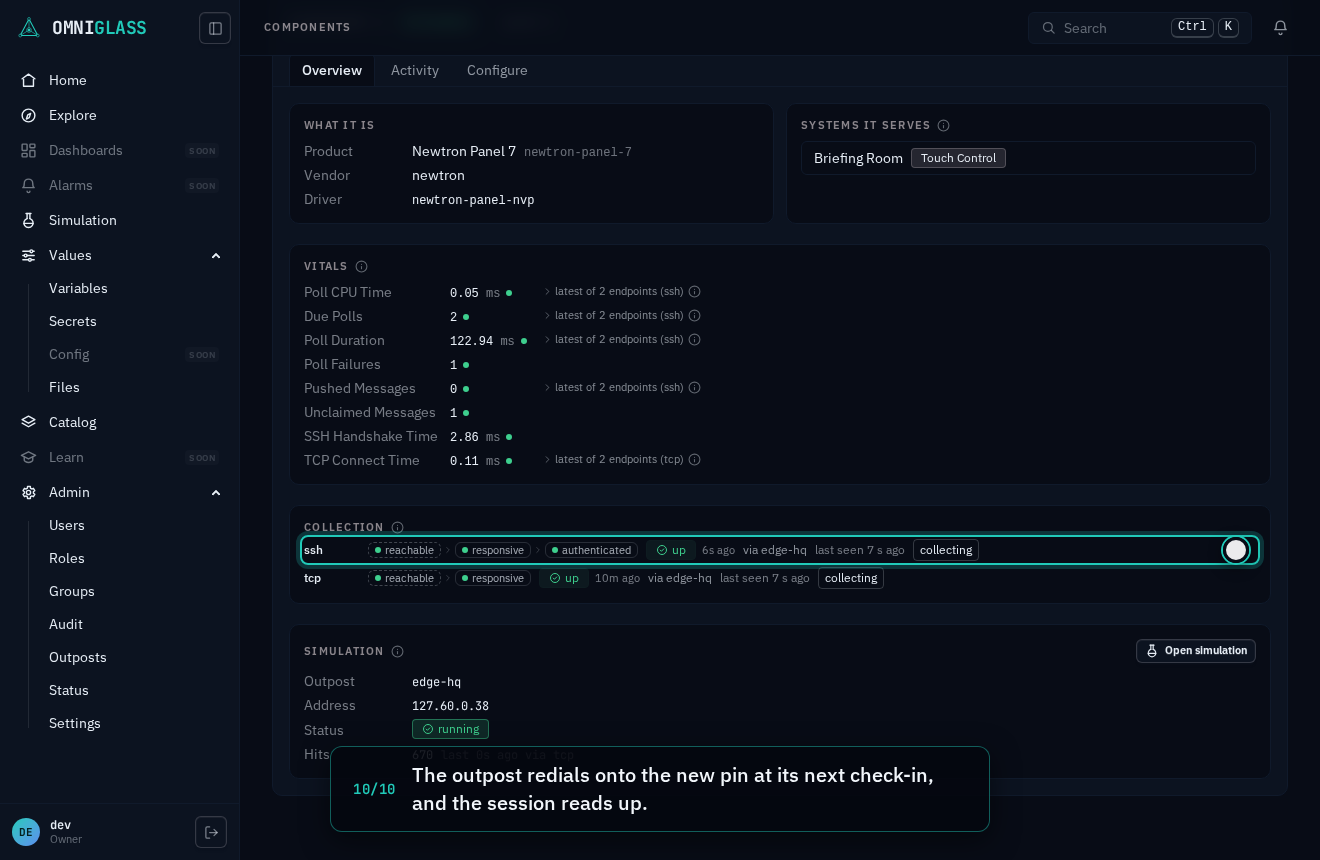 OMNIGLASS
COMPONENTS
Search Ctrl K
Home
Explore
Dashboards SOON
Alarms SOON
Simulation
Values
Variables
Secrets
Config SOON
Files
Catalog
Learn SOON
Admin
Users
Roles
Groups
Audit
Outposts
Status
Settings
DE dev
Owner
Overview Activity Configure
WHAT IT IS
Product Newtron Panel 7 newtron-panel-7
Vendor newtron
Driver newtron-panel-nvp
SYSTEMS IT SERVES
Briefing Room Touch Control
VITALS
Poll CPU Time 0.05 ms latest of 2 endpoints (ssh)
Due Polls 2 latest of 2 endpoints (ssh)
Poll Duration 122.94 ms latest of 2 endpoints (ssh)
Poll Failures 1
Pushed Messages 0 latest of 2 endpoints (ssh)
Unclaimed Messages 1
SSH Handshake Time 2.86 ms
TCP Connect Time 0.11 ms latest of 2 endpoints (tcp)
COLLECTION
ssh reachable responsive authenticated up 6s ago via edge-hq last seen 7 s ago collecting
tcp reachable responsive up 10m ago via edge-hq last seen 7 s ago collecting
SIMULATION Open simulation
Outpost edge-hq
Address 127.60.0.38
Status running
Hits 670 last 0s ago via tcp
10/10 The outpost redials onto the new pin at its next check-in,
and the session reads up.